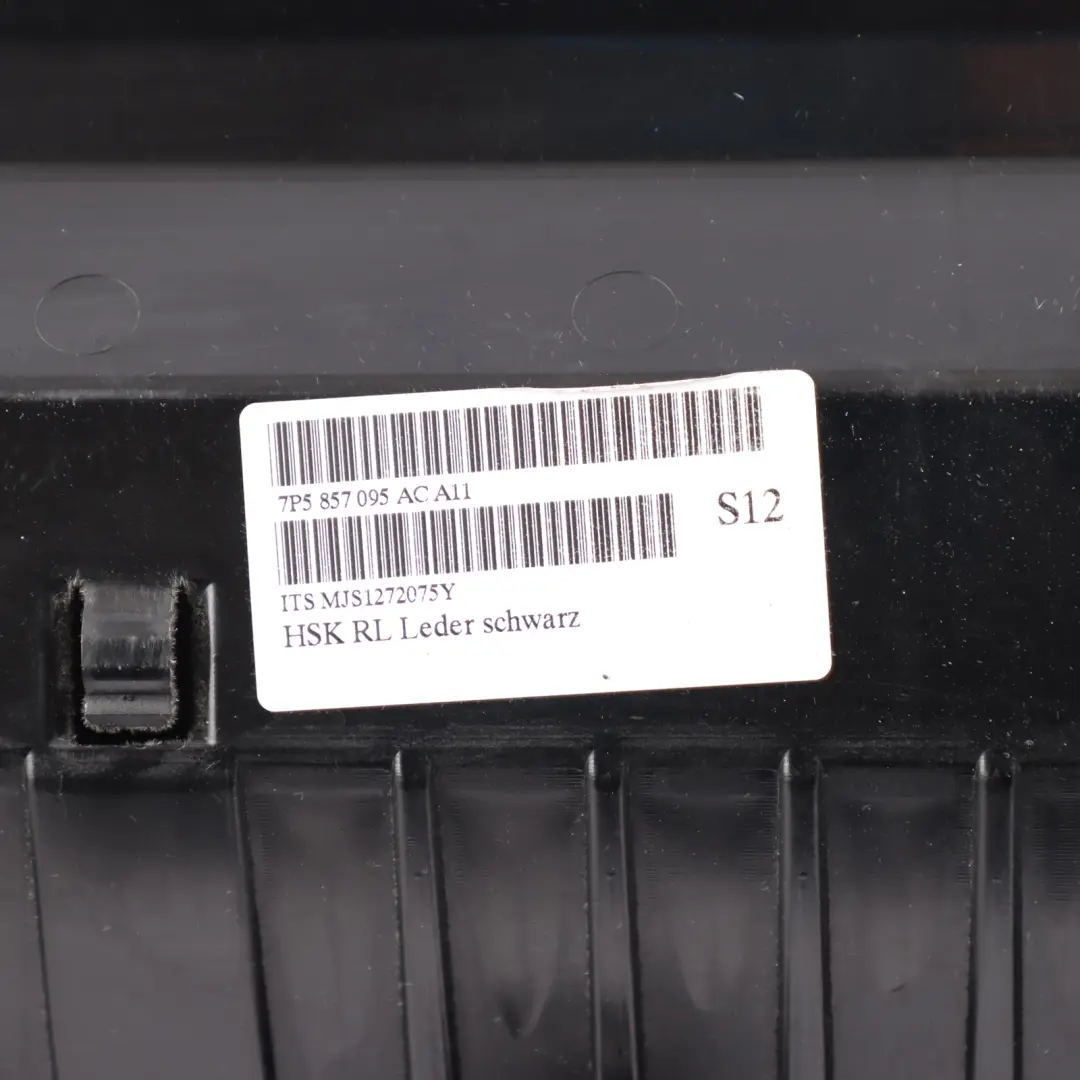 7P5 857 095 AC A11
S12
ITS MJS1272075Y
HSK RL Leder schwarz